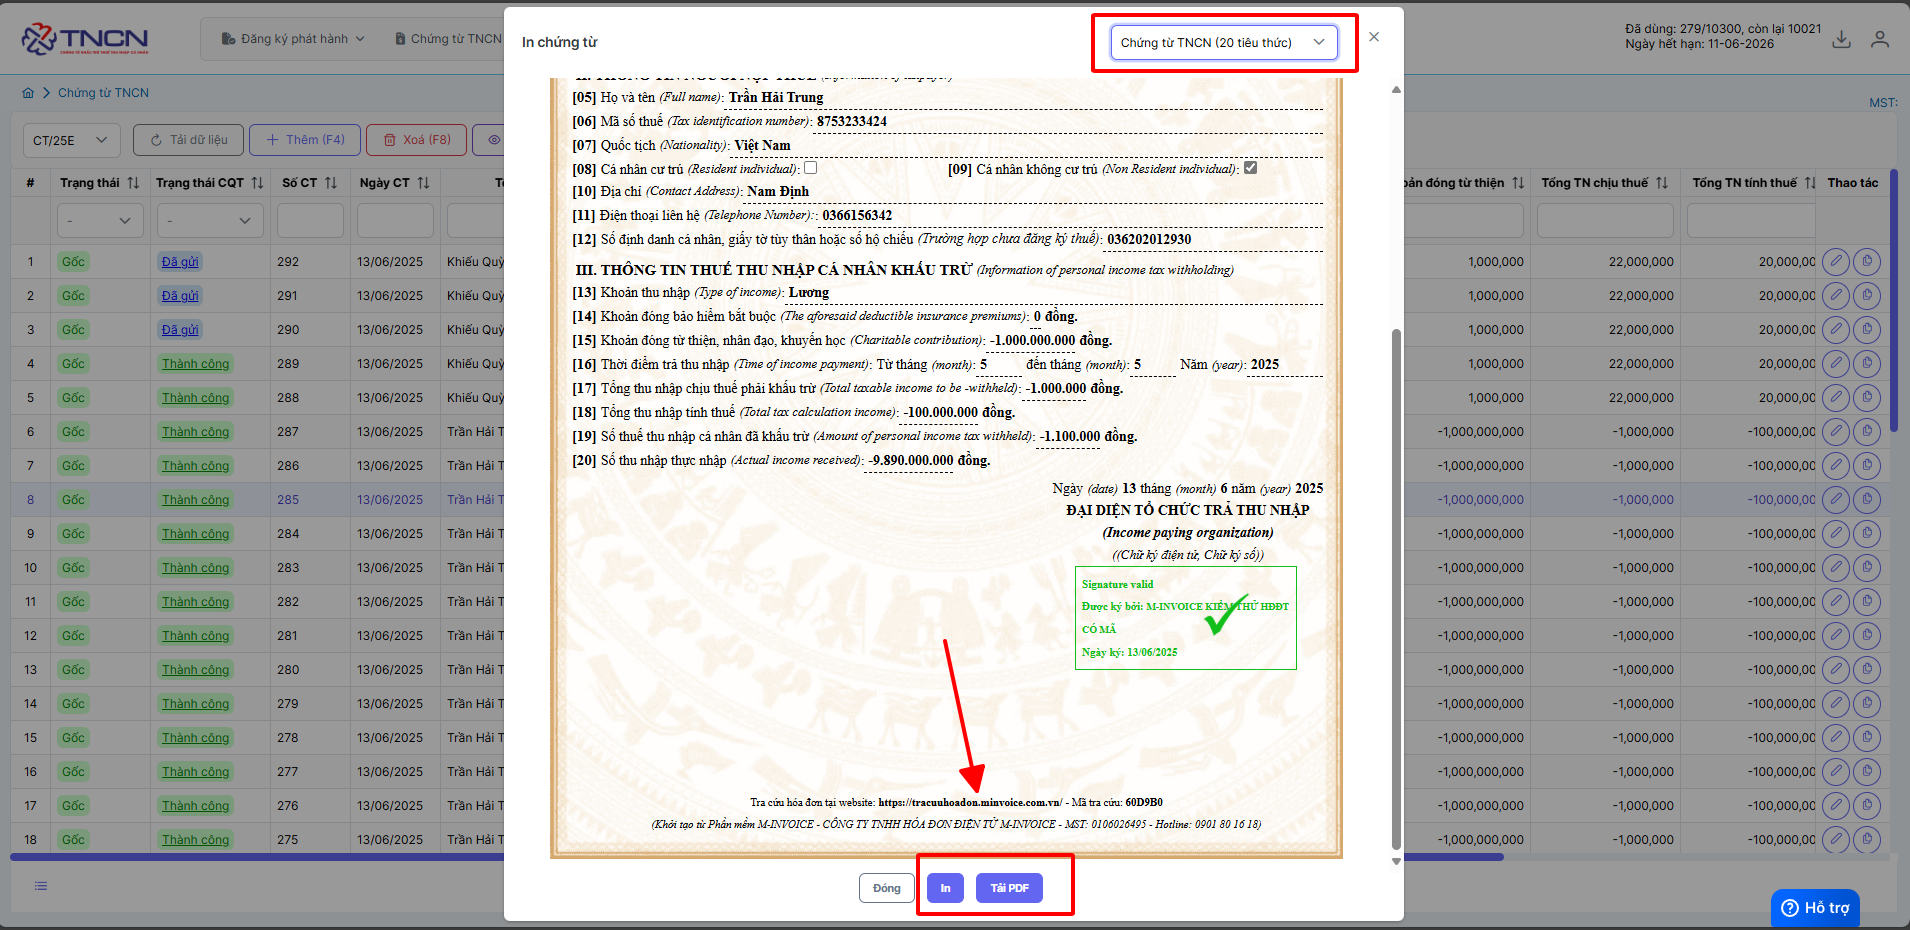 TNCN
CHỨNG TỪ KHẤU TRỪ THUẾ THU NHẬP CÁ NHÂN
Đăng ký phát hành
Chứng từ TNCN
Đã dùng: 279/10300, còn lại 10021
Ngày hết hạn: 11-06-2026
Chứng từ TNCN
MST:
CT/25E
Tải dữ liệu
Thêm (F4)
Xoá (F8)
# Trạng thái Trạng thái CQT Số CT Ngày CT
đóng từ thiện Tổng TN chịu thuế Tổng TN tính thuế Thao tác
- -
1 Gốc Đã gửi 292 13/06/2025 Khiếu Quỳ 1,000,000 22,000,000 20,000,00
2 Gốc Đã gửi 291 13/06/2025 Khiếu Quỳ 1,000,000 22,000,000 20,000,00
3 Gốc Đã gửi 290 13/06/2025 Khiếu Quỳ 1,000,000 22,000,000 20,000,00
4 Gốc Thành công 289 13/06/2025 Khiếu Quỳ 1,000,000 22,000,000 20,000,00
5 Gốc Thành công 288 13/06/2025 Khiếu Quỳ 1,000,000 22,000,000 20,000,00
6 Gốc Thành công 287 13/06/2025 Trần Hải T -1,000,000,000 -1,000,000 -100,000,00
7 Gốc Thành công 286 13/06/2025 Trần Hải T -1,000,000,000 -1,000,000 -100,000,00
8 Gốc Thành công 285 13/06/2025 Trần Hải T -1,000,000,000 -1,000,000 -100,000,00
9 Gốc Thành công 284 13/06/2025 Trần Hải T -1,000,000,000 -1,000,000 -100,000,00
10 Gốc Thành công 283 13/06/2025 Trần Hải T -1,000,000,000 -1,000,000 -100,000,00
11 Gốc Thành công 282 13/06/2025 Trần Hải T -1,000,000,000 -1,000,000 -100,000,00
12 Gốc Thành công 281 13/06/2025 Trần Hải T -1,000,000,000 -1,000,000 -100,000,00
13 Gốc Thành công 280 13/06/2025 Trần Hải T -1,000,000,000 -1,000,000 -100,000,00
14 Gốc Thành công 279 13/06/2025 Trần Hải T -1,000,000,000 -1,000,000 -100,000,00
15 Gốc Thành công 278 13/06/2025 Trần Hải T -1,000,000,000 -1,000,000 -100,000,00
16 Gốc Thành công 277 13/06/2025 Trần Hải T -1,000,000,000 -1,000,000 -100,000,00
17 Gốc Thành công 276 13/06/2025 Trần Hải T -1,000,000,000 -1,000,000 -100,000,00
18 Gốc Thành công 275 13/06/2025 Trần Hải T -1,000,000,000 -1,000,000 -100,000,00
In chứng từ
Chứng từ TNCN (20 tiêu thức)
[05] Họ và tên (Full name): Trần Hải Trung
[06] Mã số thuế (Tax identification number): 8753233424
[07] Quốc tịch (Nationality): Việt Nam
[08] Cá nhân cư trú (Resident individual): [09] Cá nhân không cư trú (Non Resident individual):
[10] Địa chỉ (Contact Address): Nam Định
[11] Điện thoại liên hệ (Telephone Number):: 0366156342
[12] Số định danh cá nhân, giấy tờ tùy thân hoặc số hộ chiếu (Trường hợp chưa đăng ký thuế): 036202012930
III. THÔNG TIN THUẾ THU NHẬP CÁ NHÂN KHẤU TRỪ (Information of personal income tax withholding)
[13] Khoản thu nhập (Type of income): Lương
[14] Khoản đóng bảo hiểm bắt buộc (The aforesaid deductible insurance premiums): 0 đồng.
[15] Khoản đóng từ thiện, nhân đạo, khuyến học (Charitable contribution): -1.000.000.000 đồng.
[16] Thời điểm trả thu nhập (Time of income payment): Từ tháng (month): 5 đến tháng (month): 5 Năm (year): 2025
[17] Tổng thu nhập chịu thuế phải khấu trừ (Total taxable income to be -withheld): -1.000.000 đồng.
[18] Tổng thu nhập tính thuế (Total tax calculation income): -100.000.000 đồng.
[19] Số thuế thu nhập cá nhân đã khấu trừ (Amount of personal income tax withheld): -1.100.000 đồng.
[20] Số thu nhập thực nhập (Actual income received): -9.890.000.000 đồng.
Ngày (date) 13 tháng (month) 6 năm (year) 2025
ĐẠI DIỆN TỔ CHỨC TRẢ THU NHẬP
(Income paying organization)
((Chữ ký điện tử, Chữ ký số))
Signature valid
Được ký bởi: M-INVOICE KIỂM THỬ HĐĐT
CÓ MÃ
Ngày ký: 13/06/2025
Tra cứu hóa đơn tại website: https://tracuuhoadon.minvoice.com.vn/ - Mã tra cứu: 60D9B0
(Khởi tạo từ Phần mềm M-INVOICE - CÔNG TY TNHH HÓA ĐƠN ĐIỆN TỬ M-INVOICE - MST: 0106026495 - Hotline: 0901 80 16 18)
Đóng
In
Tải PDF
Hỗ trợ